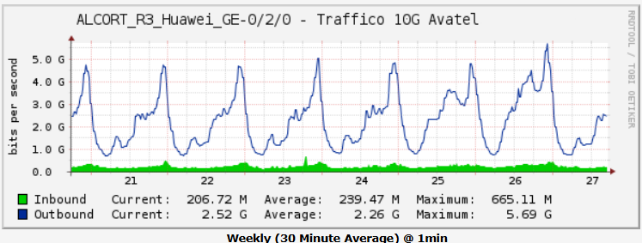 ALCORT_R3_Huawei_GE-0/2/0 - Traffico 10G Avatel
RRDTOOL / TOBI OETIKER
bits per second
5.0 G
4.0 G
3.0 G
2.0 G
1.0 G
0.0
21 22 23 24 25 26 27
Inbound Current: 206.72 M Average: 239.47 M Maximum: 665.11 M
Outbound Current: 2.52 G Average: 2.26 G Maximum: 5.69 G
Weekly (30 Minute Average) @ 1min